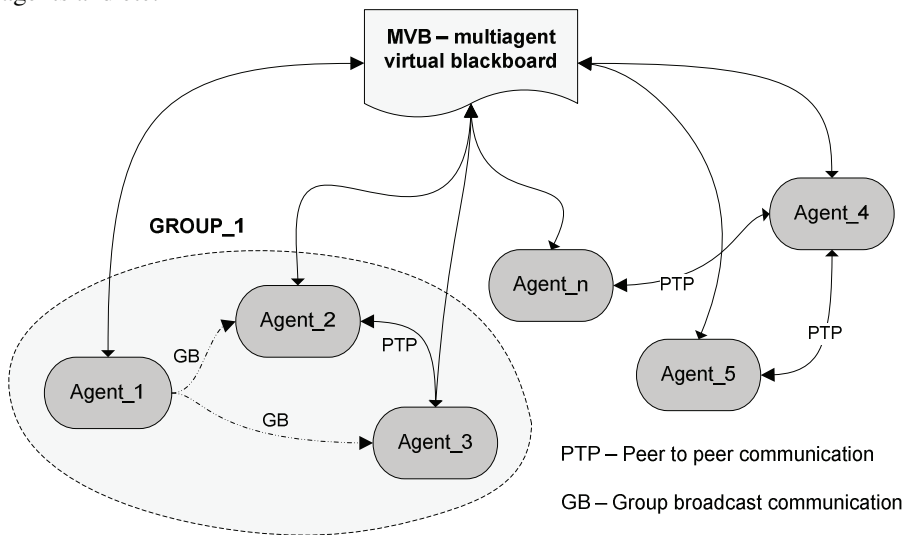 MVB – multiagent
virtual blackboard
GROUP_1
Agent_4
Agent_n
PTP
Agent_2
PTP
PTP
GB
Agent_5
Agent_1
GB
Agent_3
PTP – Peer to peer communication
GB – Group broadcast communication